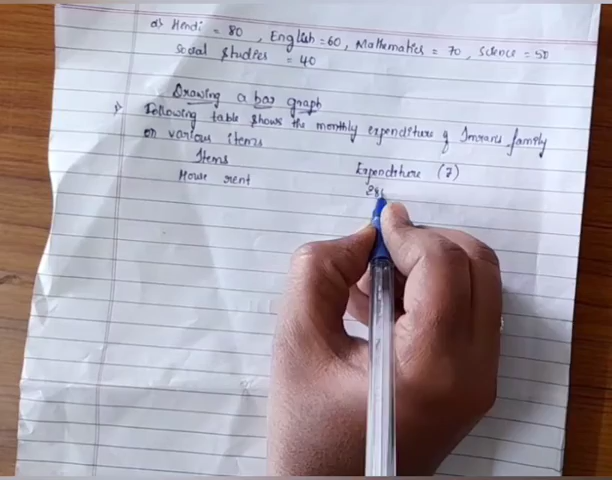 d) Hindi = 80, English = 60, Mathematics = 70, Science = 50
Social Studies = 40
Drawing a bar graph
Following table shows the monthly expenditure of Imran's family
on various items
Items Expenditure (₹)
House rent